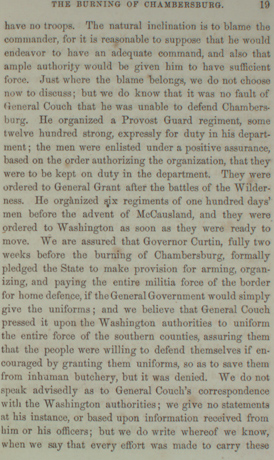 THE BURNING OF CHAMBERSBURG. 19
have no troops. The natural inclination is to blame the
commander, for it is reasonable to suppose that he would
endeavor to have an adequate command, and also that
ample authority would be given him to have sufficient
force. Just where the blame belongs, we do not choose
now to discuss; but we do know that it was no fault of
General Couch that he was unable to defend Chambers-
burg. He organized a Provost Guard regiment, some
twelve hundred strong, expressly for duty in his depart-
ment; the men were enlisted under a positive assurance,
based on the order authorizing the organization, that they
were to be kept on duty in the department. They were
ordered to General Grant after the battles of the Wilder-
ness. He organized six regiments of one hundred days'
men before the advent of McCausland, and they were
ordered to Washington as soon as they were ready to
move. We are assured that Governor Curtin, fully two
weeks before the burning of Chambersburg, formally
pledged the State to make provision for arming, organ-
izing, and paying the entire militia force of the border
for home defence, if the General Government would simply
give the uniforms; and we believe that General Couch
pressed it upon the Washington authorities to uniform
the entire force of the southern counties, assuring them
that the people were willing to defend themselves if en-
couraged by granting them uniforms, so as to save them
from inhuman butchery, but it was denied. We do not
speak advisedly as to General Couch's correspondence
with the Washington authorities; we give no statements
at his instance, or based upon information received from
him or his officers; but we do write whereof we know,
when we say that every effort was made to carry these